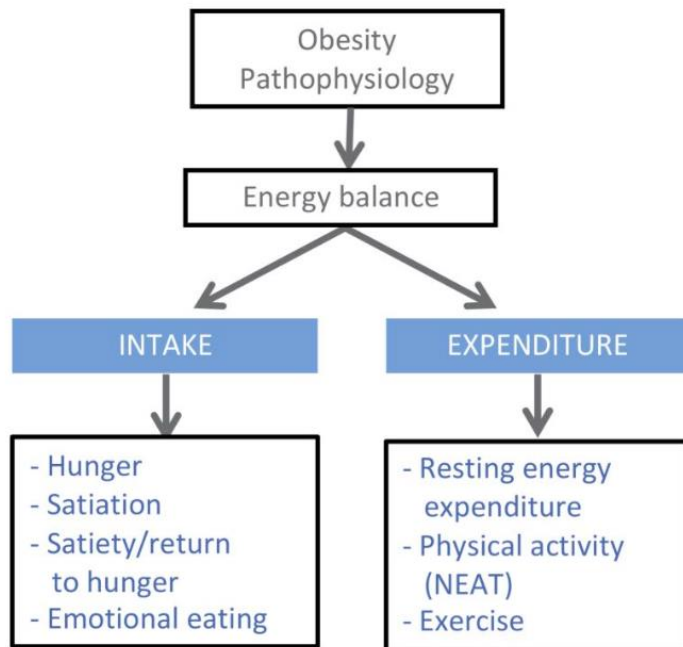 Obesity
Pathophysiology
Energy balance
INTAKE
EXPENDITURE
- Hunger
- Satiation
- Satiety/return
to hunger
- Emotional eating
- Resting energy
expenditure
- Physical activity
(NEAT)
- Exercise